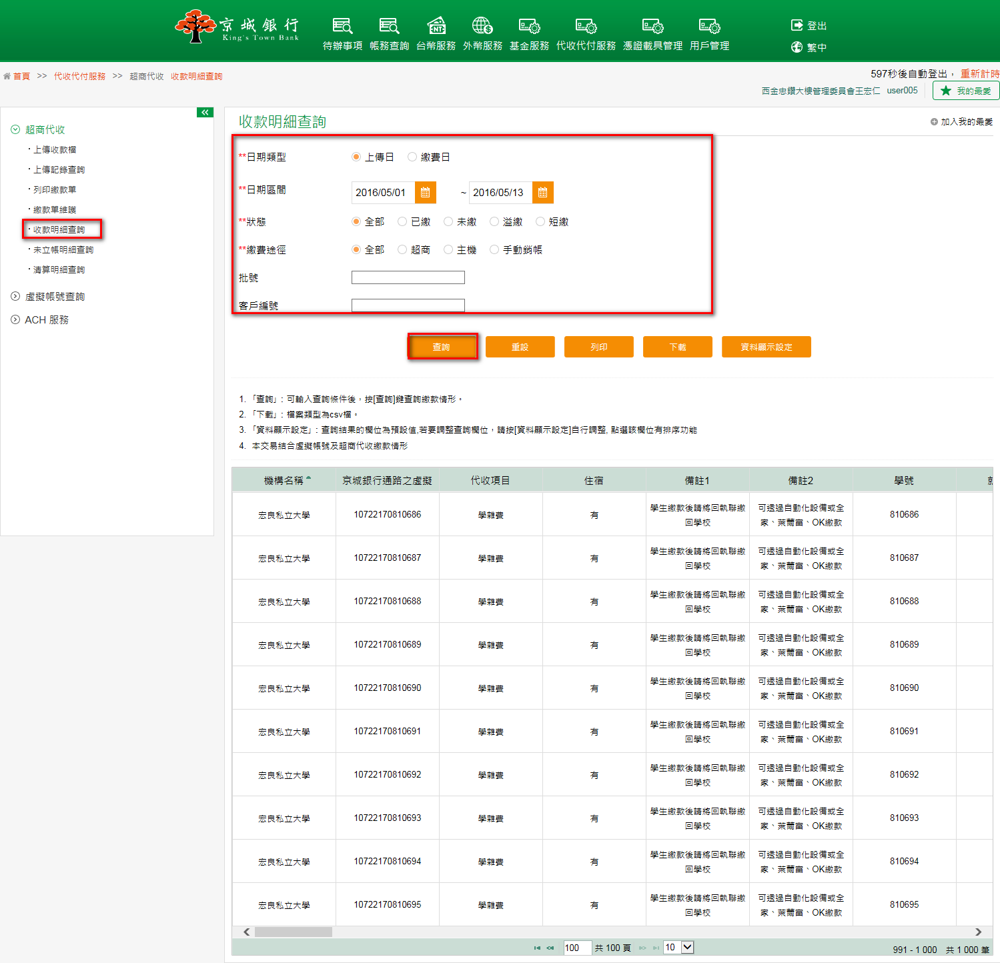 京城銀行
King's Town Bank
待辦事項 帳務查詢 台幣服務 外幣服務 基金服務 代收代付服務 憑證載具管理 用戶管理
登出
繁中
首頁 >> 代收代付服務 >> 超商代收 收款明細查詢
597秒後自動登出， 重新計時
西金忠鑽大樓管理委員會王宏仁 user005 我的最愛
超商代收
·上傳收款檔
·上傳記錄查詢
·列印繳款單
·繳款單維護
·收款明細查詢
·未立帳明細查詢
·清算明細查詢
虛擬帳號查詢
ACH 服務
收款明細查詢
加入我的最愛
**日期類型 上傳日 繳費日
**日期區間 2016/05/01 ~ 2016/05/13
**狀態 全部 已繳 未繳 溢繳 短繳
**繳費途徑 全部 超商 主機 手動銷帳
批號
客戶編號
查詢 重設 列印 下載 資料顯示設定
1. 「查詢」: 可輸入查詢條件後，按[查詢]鍵查詢繳款情形。
2. 「下載」: 檔案類型為csv檔。
3. 「資料顯示設定」: 查詢結果的欄位為預設值,若要調整查詢欄位，請按[資料顯示設定]自行調整, 點選該欄位有排序功能
4. 本交易結合虛擬帳號及超商代收繳款情形
機構名稱 京城銀行通路之虛擬 代收項目 住宿 備註1 備註2 學號
宏良私立大學 10722170810686 學雜費 有 學生繳款後請將回執聯繳回學校 可透過自動化設備或全家、萊爾富、OK繳款 810686
宏良私立大學 10722170810687 學雜費 有 學生繳款後請將回執聯繳回學校 可透過自動化設備或全家、萊爾富、OK繳款 810687
宏良私立大學 10722170810688 學雜費 有 學生繳款後請將回執聯繳回學校 可透過自動化設備或全家、萊爾富、OK繳款 810688
宏良私立大學 10722170810689 學雜費 有 學生繳款後請將回執聯繳回學校 可透過自動化設備或全家、萊爾富、OK繳款 810689
宏良私立大學 10722170810690 學雜費 有 學生繳款後請將回執聯繳回學校 可透過自動化設備或全家、萊爾富、OK繳款 810690
宏良私立大學 10722170810691 學雜費 有 學生繳款後請將回執聯繳回學校 可透過自動化設備或全家、萊爾富、OK繳款 810691
宏良私立大學 10722170810692 學雜費 有 學生繳款後請將回執聯繳回學校 可透過自動化設備或全家、萊爾富、OK繳款 810692
宏良私立大學 10722170810693 學雜費 有 學生繳款後請將回執聯繳回學校 可透過自動化設備或全家、萊爾富、OK繳款 810693
宏良私立大學 10722170810694 學雜費 有 學生繳款後請將回執聯繳回學校 可透過自動化設備或全家、萊爾富、OK繳款 810694
宏良私立大學 10722170810695 學雜費 有 學生繳款後請將回執聯繳回學校 可透過自動化設備或全家、萊爾富、OK繳款 810695
100 共 100 頁 10 991 - 1 000 共 1 000 筆